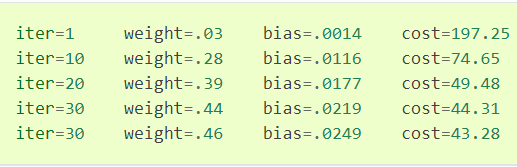 iter=1 weight=.03 bias=.0014 cost=197.25
iter=10 weight=.28 bias=.0116 cost=74.65
iter=20 weight=.39 bias=.0177 cost=49.48
iter=30 weight=.44 bias=.0219 cost=44.31
iter=30 weight=.46 bias=.0249 cost=43.28